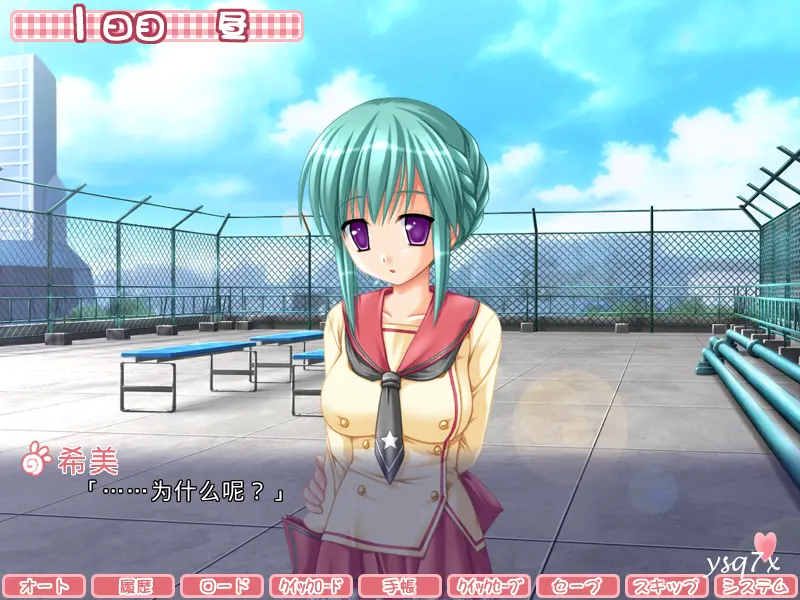 1日目 昼
希美
「……为什么呢？」
ysq7x
オート 履歴 ロード クイックロード 手帳 クイックセーブ セーブ スキップ システム